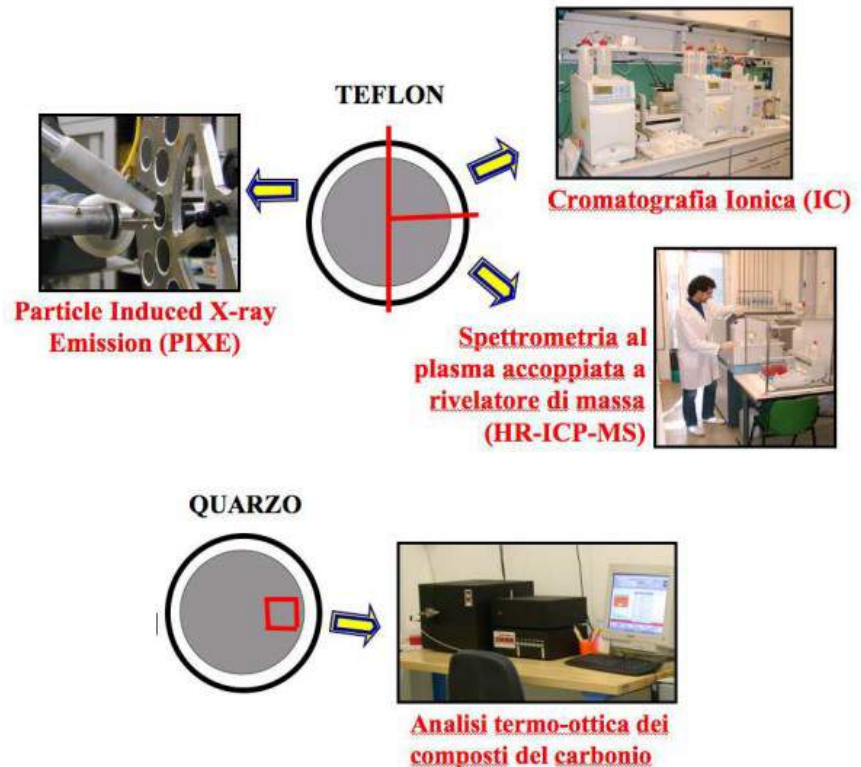 TEFLON
Cromatografia Ionica (IC)
Particle Induced X-ray
Emission (PIXE)
Spettrometria al
plasma accoppiata a
rivelatore di massa
(HR-ICP-MS)
QUARZO
Analisi termo-ottica dei
composti del carbonio